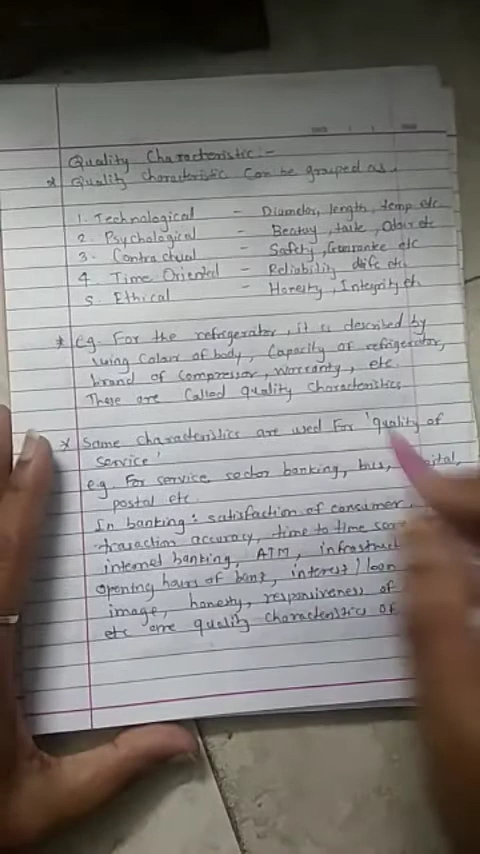 Quality Characteristic :-
* Quality characteristic can be grouped as.
1. Technological - Diameter, length, temp etc
2. Psychological - Beatuy, taste, Odor etc
3. Contractual - Safety, Guarantee etc
4. Time Oriented - Reliability life etc
5. Ethical - Honesty, Integrity etc
* e.g. For the refrigerator, it is described by
using Colour of body, Capacity of refrigerator,
brand of compressor, warranty, etc.
These are Called quality characteristics
* Same characteristics are used for 'quality of
service'
e.g. For service sector banking, bus,
postal etc.
In banking: satisfaction of consumer,
trasaction accuracy, time to time
internet banking, ATM,
opening hours of bank, interest/loan
image, honesty, responsiveness of
etc are quality characteristics of